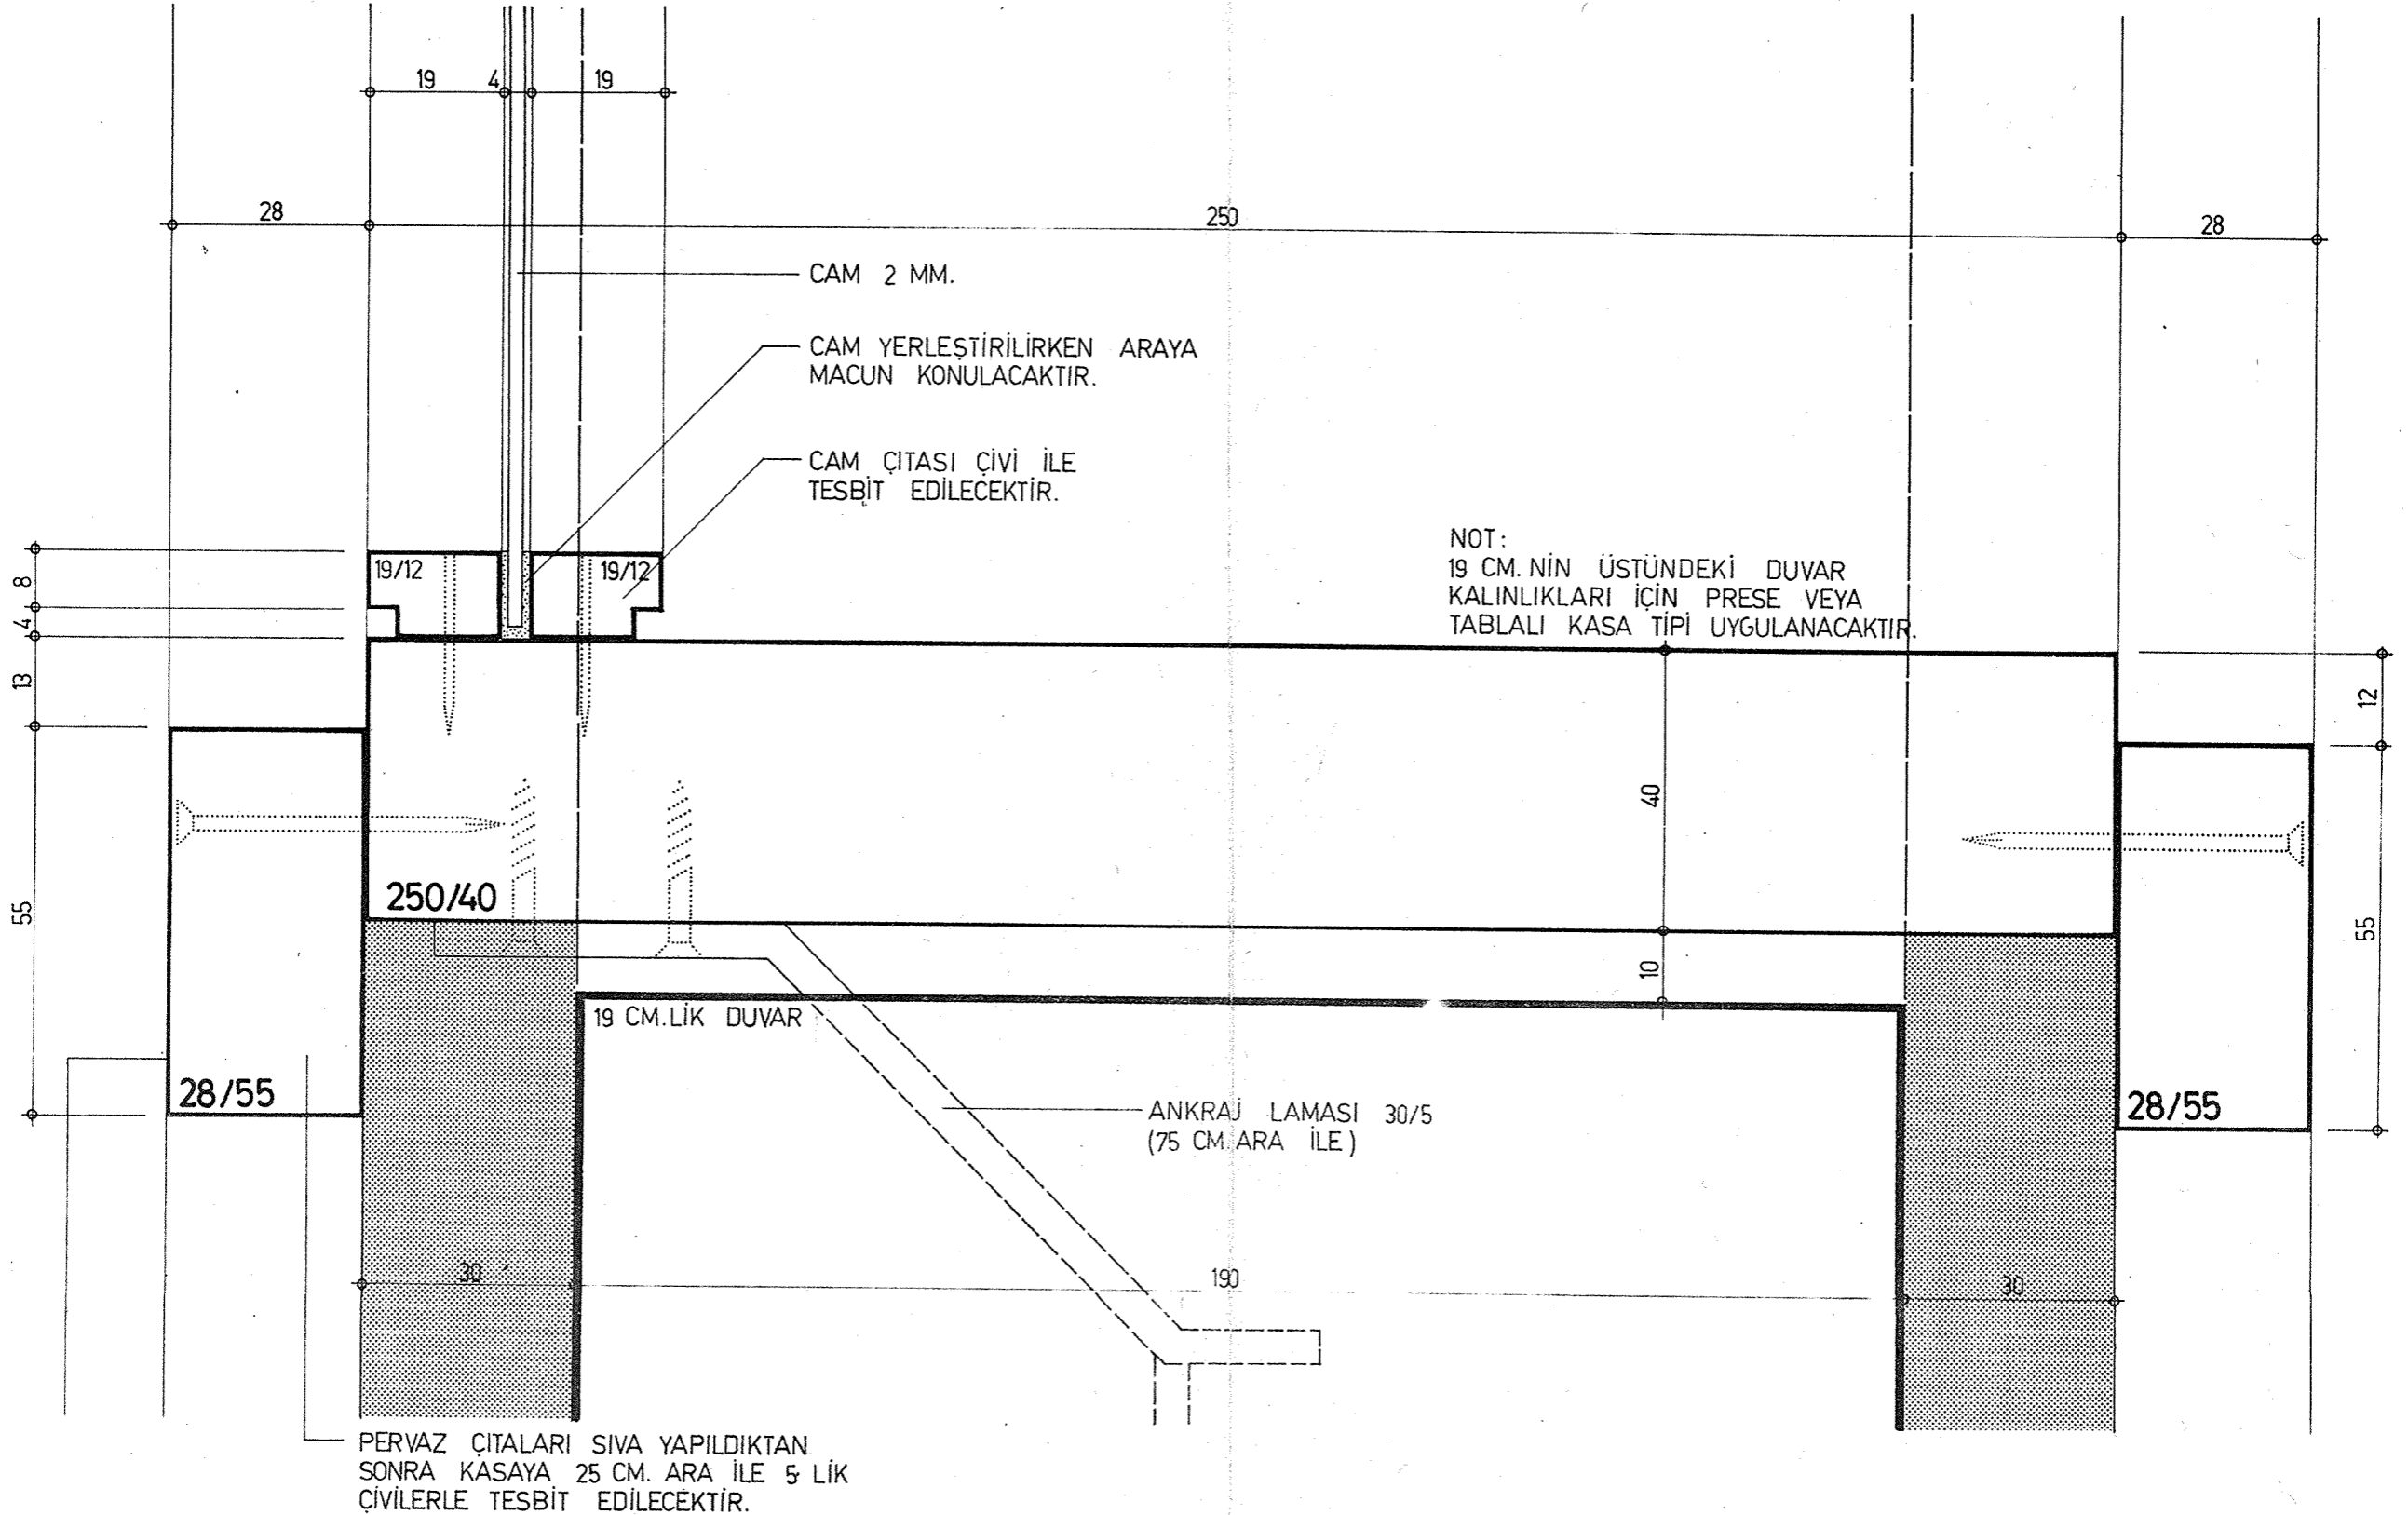 19 4 19
28 250 28
CAM 2 MM.
CAM YERLEŞTİRİLİRKEN ARAYA
MACUN KONULACAKTIR.
CAM ÇITASI ÇİVİ İLE
TESBİT EDİLECEKTİR.
NOT:
19 CM. NİN ÜSTÜNDEKİ DUVAR
KALINLIKLARI İÇİN PRESE VEYA
TABLALI KASA TİPİ UYGULANACAKTIR.
19/12 19/12
8
4
13
55
12
55
40
10
250/40
19 CM.LİK DUVAR
28/55
28/55
ANKRAJ LAMASI 30/5
(75 CM. ARA İLE)
30 190 30
PERVAZ ÇITALARI SIVA YAPILDIKTAN
SONRA KASAYA 25 CM. ARA İLE 5 LİK
ÇİVİLERLE TESBİT EDİLECEKTİR.